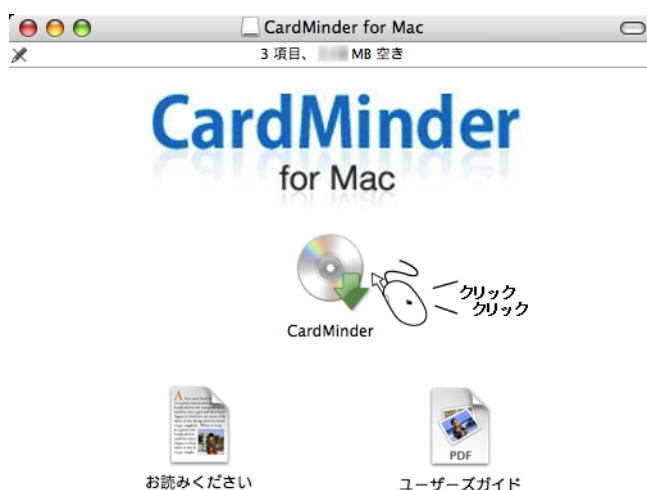 CardMinder for Mac
3 項目、 MB 空き
CardMinder
for Mac
クリック
クリック
CardMinder
PDF
お読みください
ユーザーズガイド